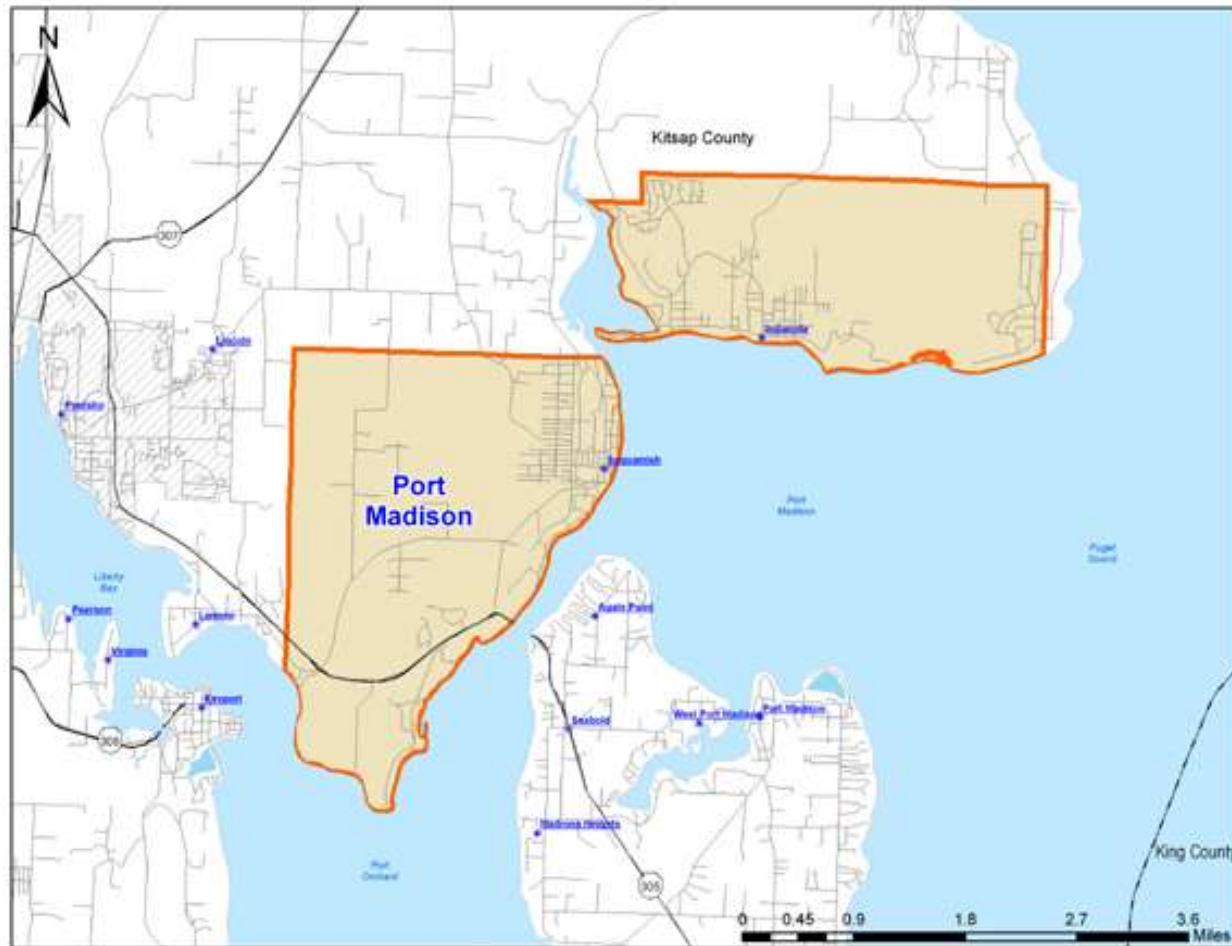 N
Kitsap County
307
Lincoln
Indianola
Poulsbo
Suquamish
Port
Madison
Port
Madison
Puget
Sound
Liberty
Bay
Pearson
Lemolo
Agate Point
Virginia
Keyport
308
Seabold
West Port Madison
Port Madison
Madrona Heights
Port
Orchard
305
King County
0 0.45 0.9 1.8 2.7 3.6
Miles